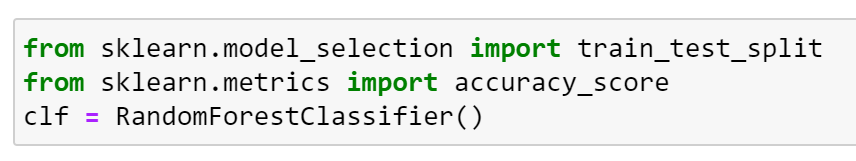 from sklearn.model_selection import train_test_split
from sklearn.metrics import accuracy_score
clf = RandomForestClassifier()